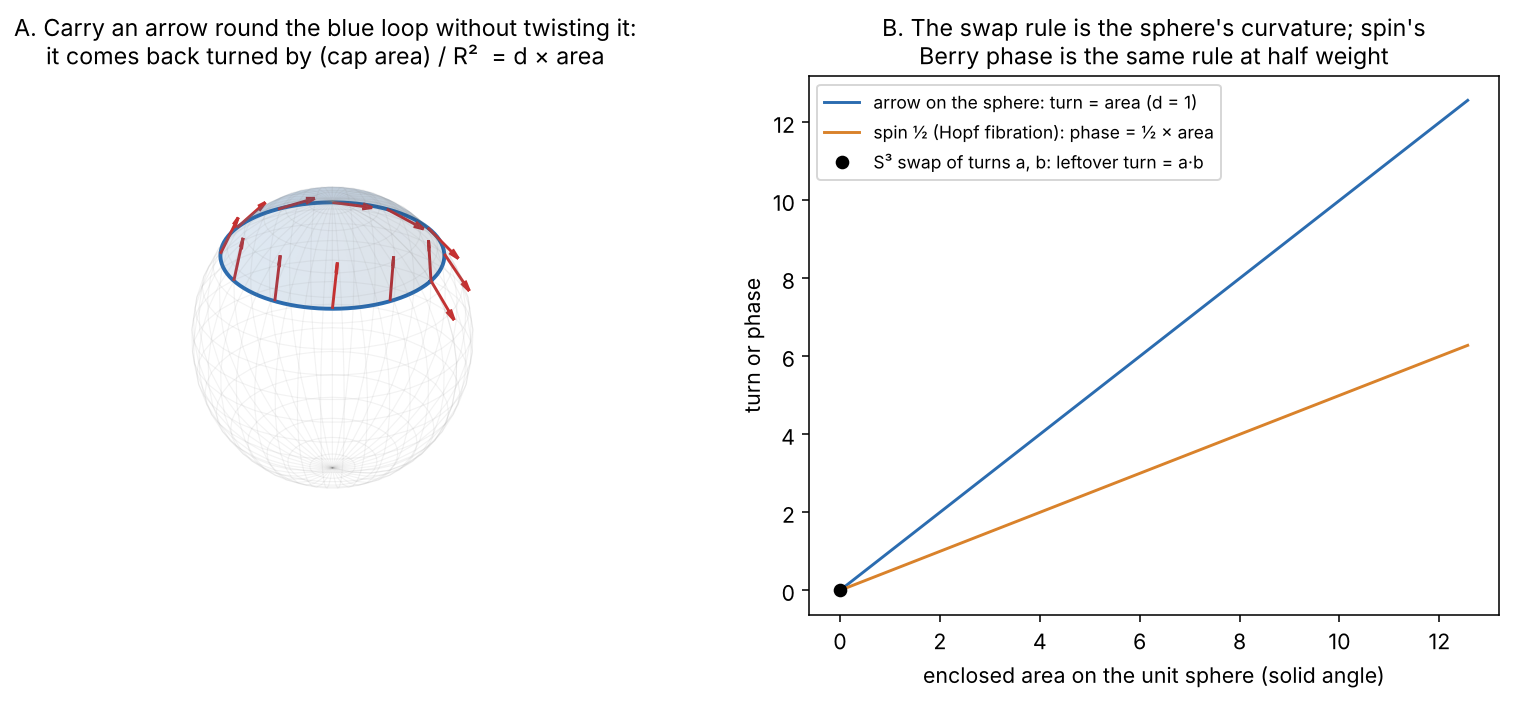 A. Carry an arrow round the blue loop without twisting it:
it comes back turned by (cap area) / R² = d × area
B. The swap rule is the sphere's curvature; spin's
Berry phase is the same rule at half weight
arrow on the sphere: turn = area (d = 1)
spin ½ (Hopf fibration): phase = ½ × area
S³ swap of turns a, b: leftover turn = a·b
turn or phase
12
10
8
6
4
2
0
0 2 4 6 8 10 12
enclosed area on the unit sphere (solid angle)